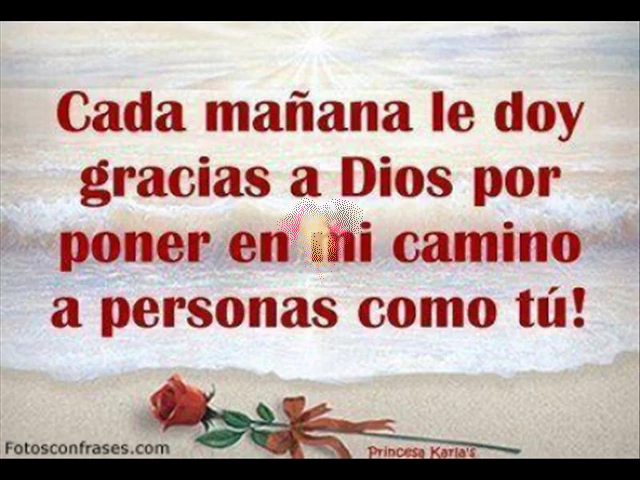 Cada mañana le doy
gracias a Dios por
poner en mi camino
a personas como tú!
Fotosconfrases.com
Princesa Karla's